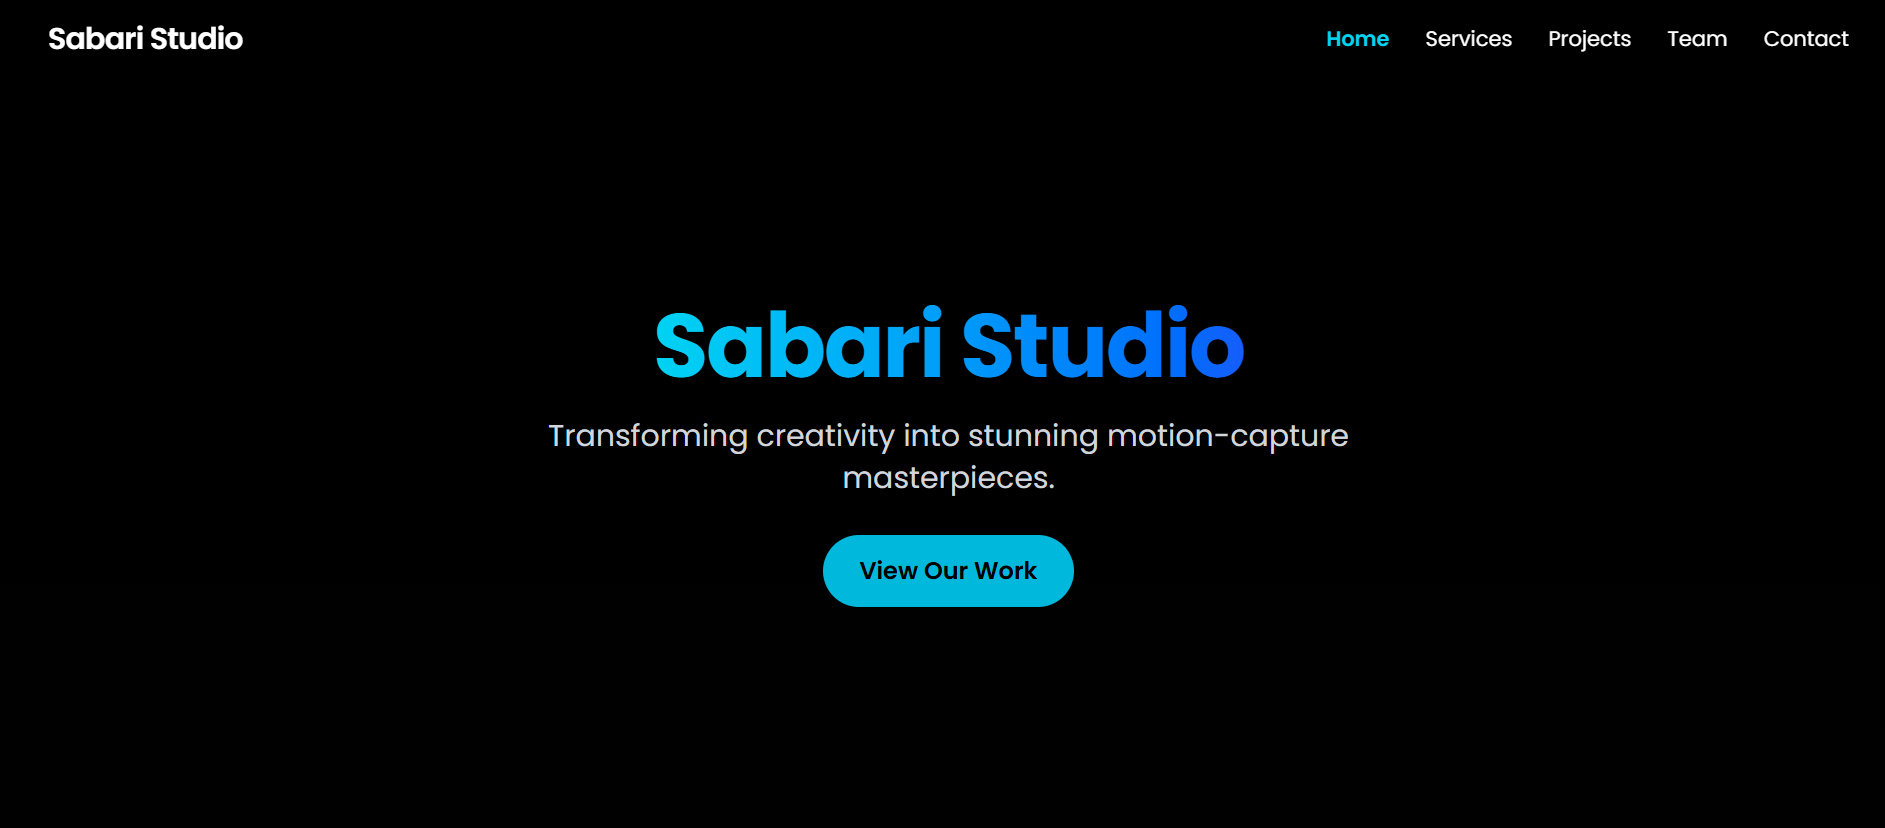 Sabari Studio
Home Services Projects Team Contact
Sabari Studio
Transforming creativity into stunning motion-capture
masterpieces.
View Our Work